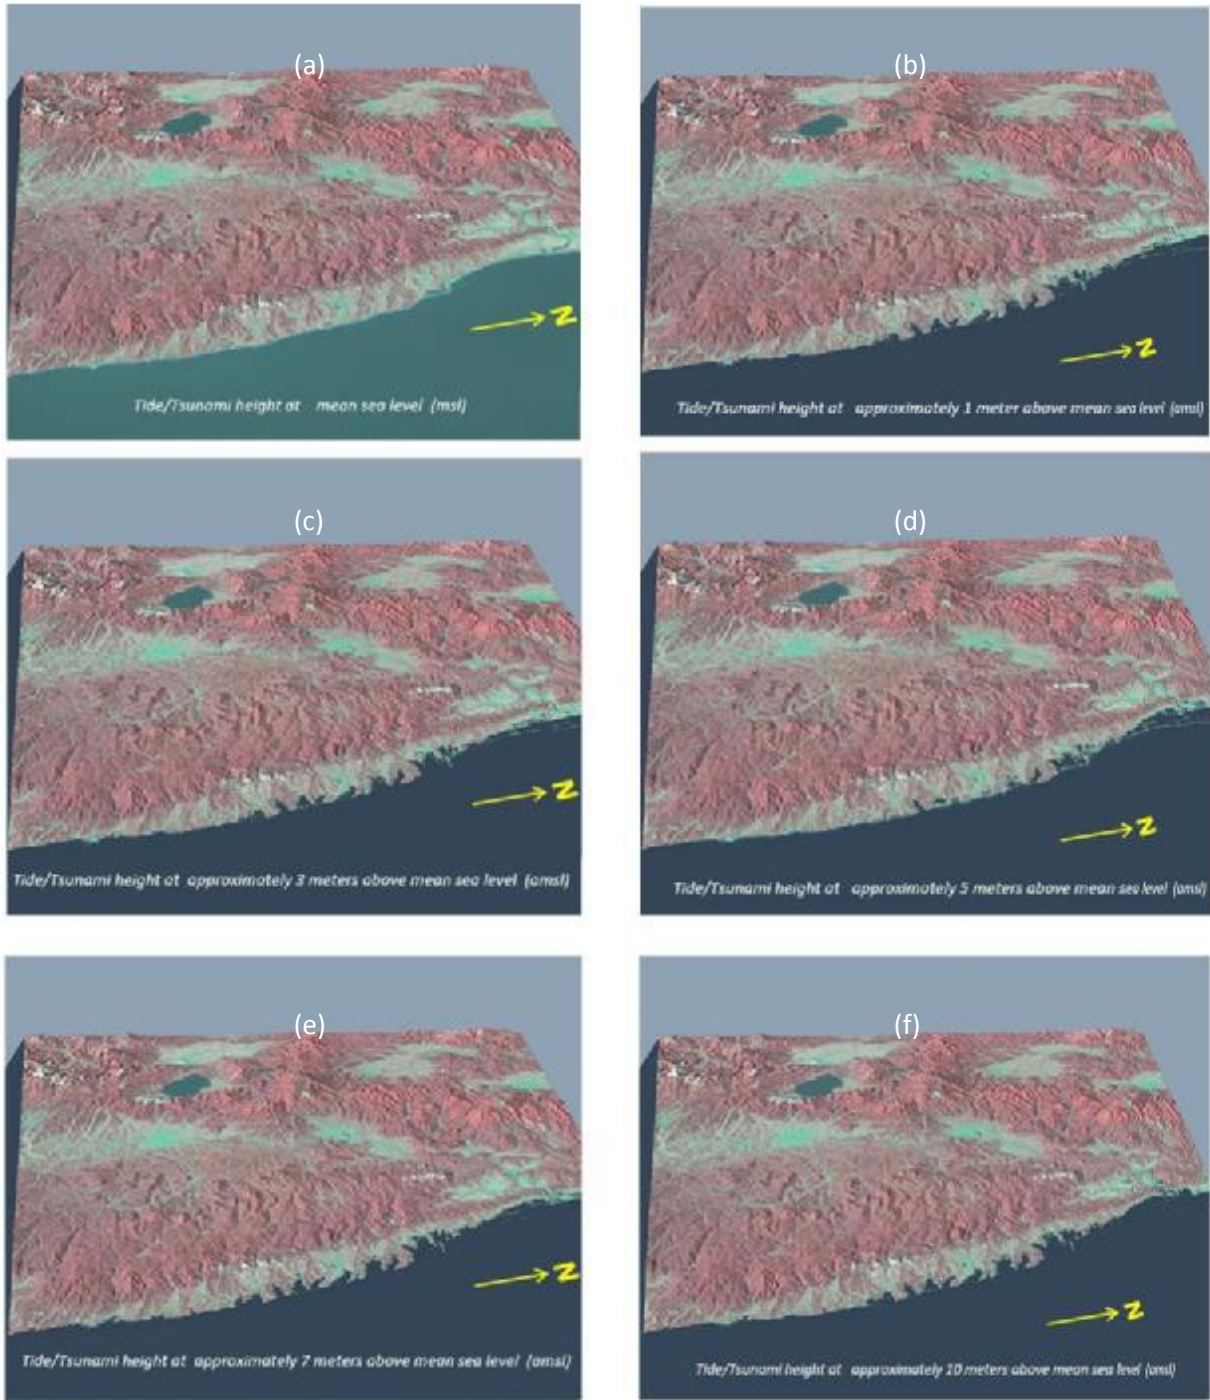 (a)
N
Tide/Tsunami height at mean sea level (msl)
(b)
N
Tide/Tsunami height at approximately 1 meter above mean sea level (amsl)
(c)
N
Tide/Tsunami height at approximately 3 meters above mean sea level (amsl)
(d)
N
Tide/Tsunami height at approximately 5 meters above mean sea level (amsl)
(e)
N
Tide/Tsunami height at approximately 7 meters above mean sea level (amsl)
(f)
N
Tide/Tsunami height at approximately 10 meters above mean sea level (amsl)